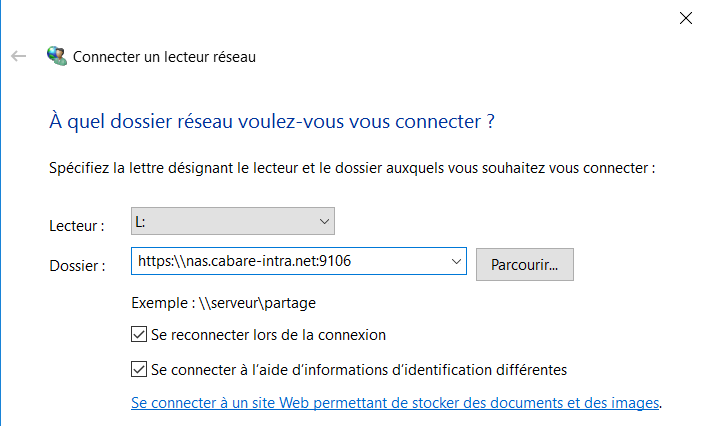 Connecter un lecteur réseau
À quel dossier réseau voulez-vous vous connecter ?
Spécifiez la lettre désignant le lecteur et le dossier auxquels vous souhaitez vous connecter :
Lecteur : L:
Dossier : https:\\nas.cabare-intra.net:9106 Parcourir...
Exemple : \\serveur\partage
Se reconnecter lors de la connexion
Se connecter à l'aide d'informations d'identification différentes
Se connecter à un site Web permettant de stocker des documents et des images.